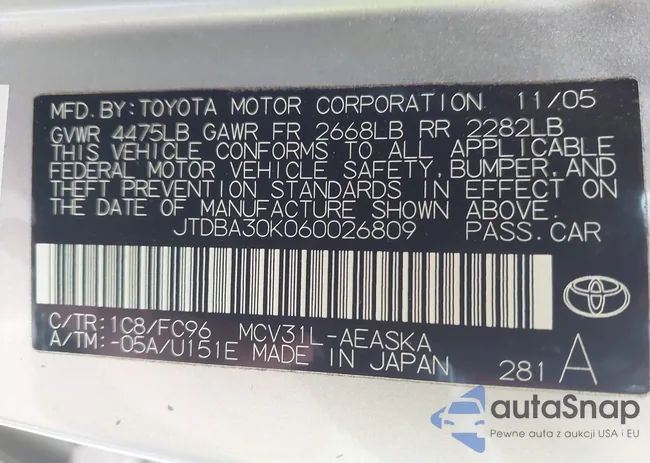 MFD.BY:TOYOTA MOTOR CORPORATION 11/05
GVWR 4475LB GAWR FR 2668LB RR 2282LB
THIS VEHICLE CONFORMS TO ALL APPLICABLE
FEDERAL MOTOR VEHICLE SAFETY,BUMPER,AND
THEFT PREVENTION STANDARDS IN EFFECT ON
THE DATE OF MANUFACTURE SHOWN ABOVE.
JTDBA30K060026809 PASS.CAR
C/TR:1C8/FC96 MCV31L-AEASKA
A/TM:-05A/U151E MADE IN JAPAN 281 A
autaSnap
Pewne auta z aukcji USA i EU